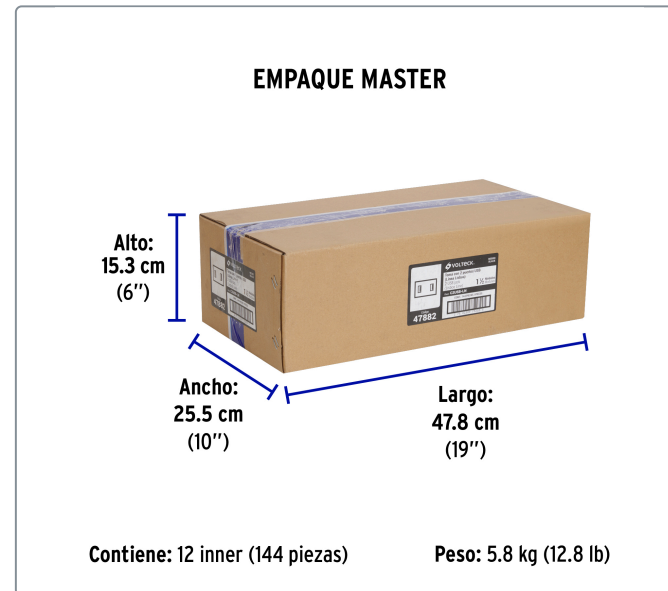 EMPAQUE MASTER
Alto:
15.3 cm
(6’’)
VOLTECK
47882
Ancho:
25.5 cm
(10’’)
Largo:
47.8 cm
(19’’)
Contiene: 12 inner (144 piezas)
Peso: 5.8 kg (12.8 lb)